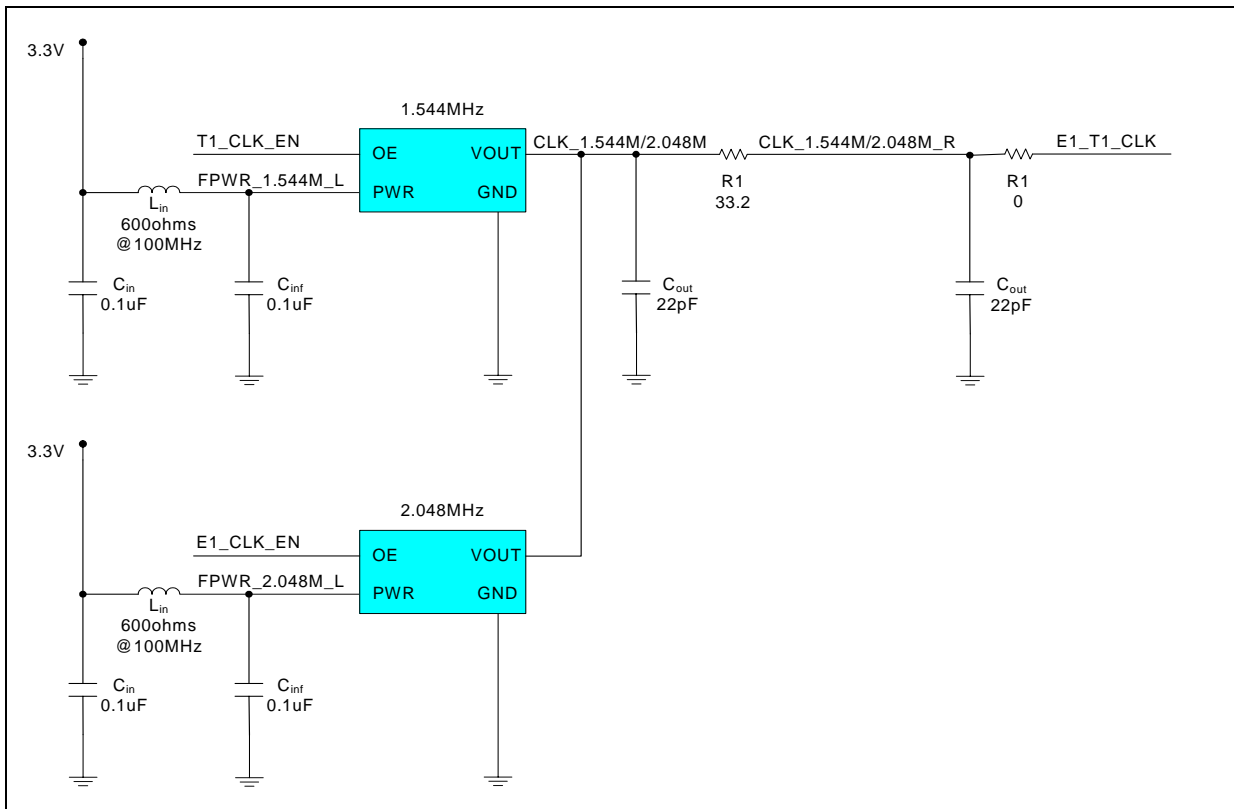 3.3V
1.544MHz
T1_CLK_EN
OE
VOUT
CLK_1.544M/2.048M
CLK_1.544M/2.048M_R
E1_T1_CLK
FPWR_1.544M_L
PWR
GND
R1
33.2
R1
0
Lin
600ohms
@100MHz
Cin
0.1uF
Cinf
0.1uF
Cout
22pF
Cout
22pF
3.3V
2.048MHz
E1_CLK_EN
OE
VOUT
FPWR_2.048M_L
PWR
GND
Lin
600ohms
@100MHz
Cin
0.1uF
Cinf
0.1uF